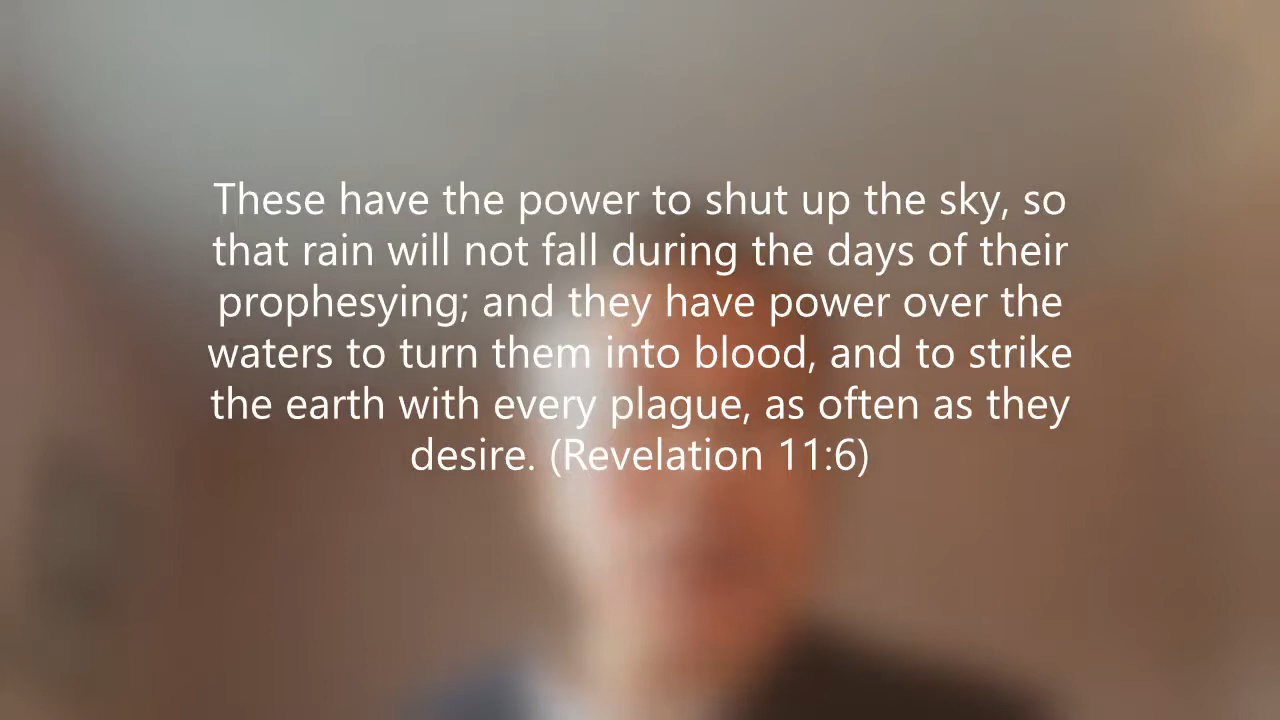 These have the power to shut up the sky, so
that rain will not fall during the days of their
prophesying; and they have power over the
waters to turn them into blood, and to strike
the earth with every plague, as often as they
desire. (Revelation 11:6)